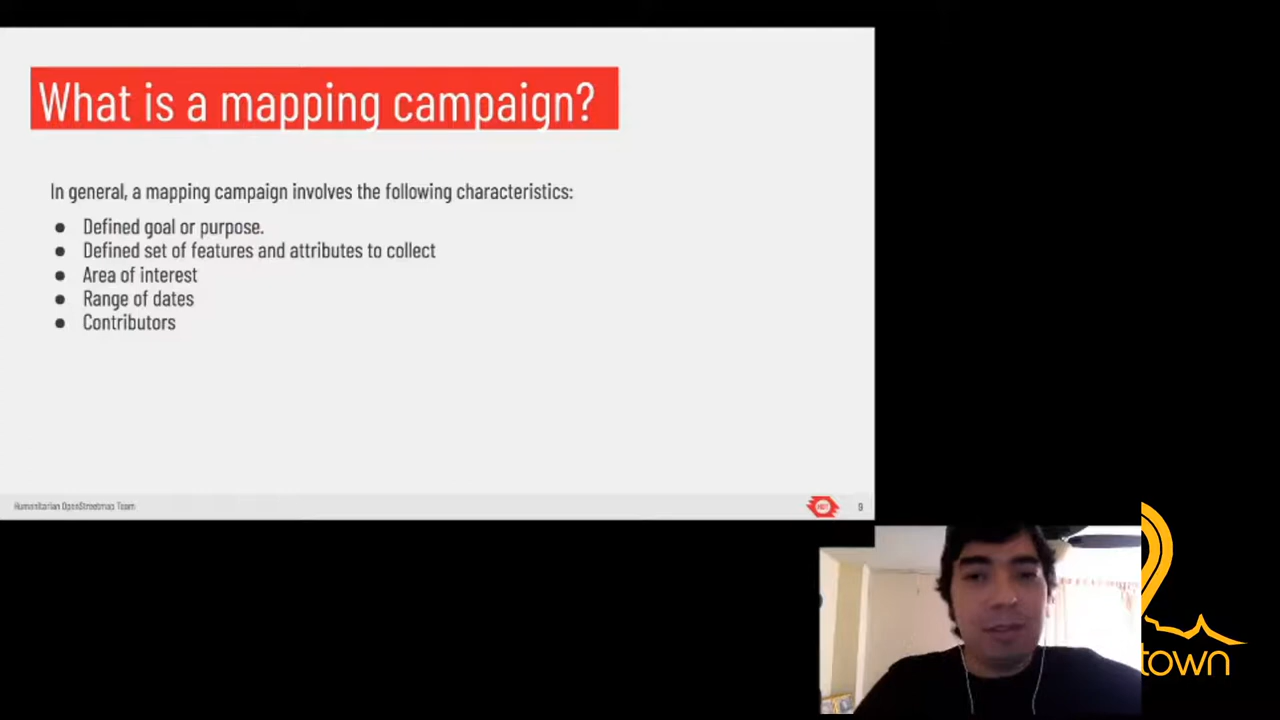 What is a mapping campaign?
In general, a mapping campaign involves the following characteristics:
● Defined goal or purpose.
● Defined set of features and attributes to collect
● Area of interest
● Range of dates
● Contributors
Humanitarian OpenStreetmap Team
HOT
9
town